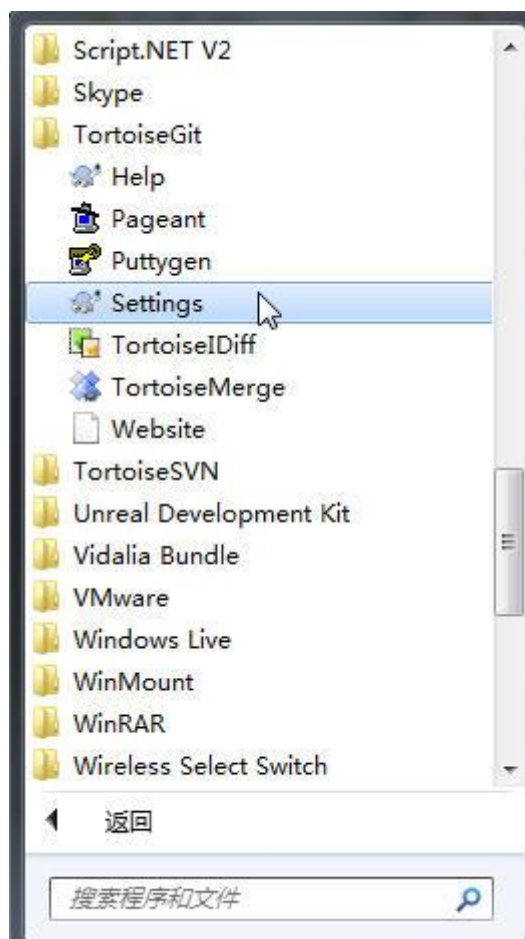 Script.NET V2
Skype
TortoiseGit
Help
Pageant
Puttygen
Settings
TortoiseIDiff
TortoiseMerge
Website
TortoiseSVN
Unreal Development Kit
Vidalia Bundle
VMware
Windows Live
WinMount
WinRAR
Wireless Select Switch
返回
搜索程序和文件